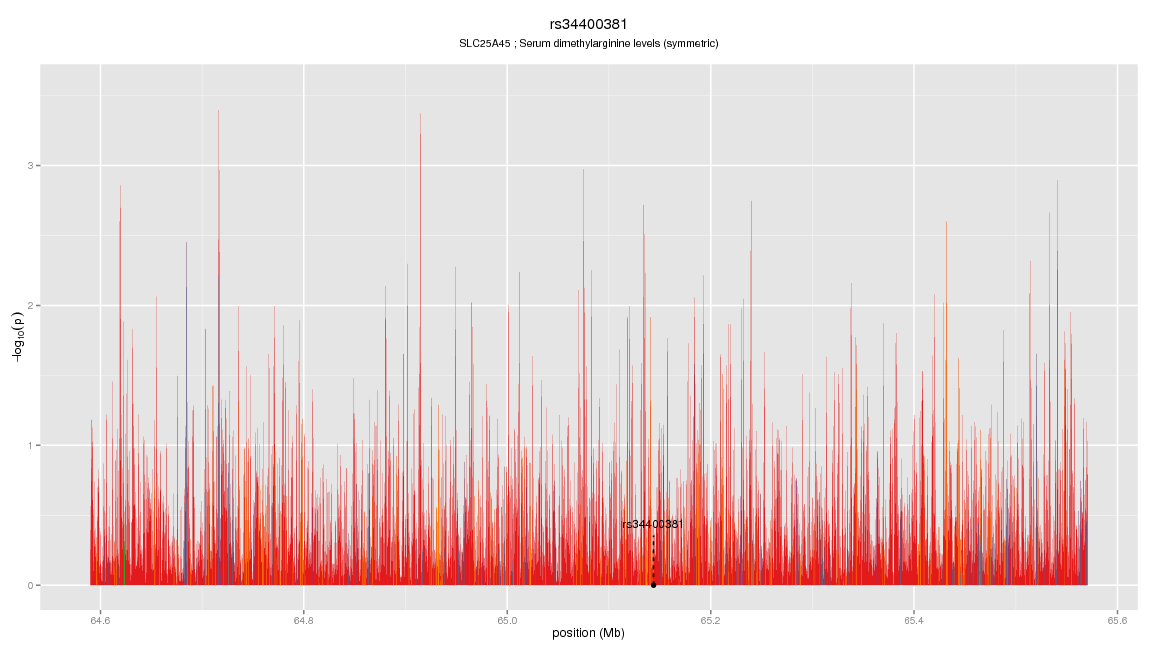 rs34400381
SLC25A45 ; Serum dimethylarginine levels (symmetric)
3
2
1
0
−log10(p)
rs34400381
64.6 64.8 65.0 65.2 65.4 65.6
position (Mb)